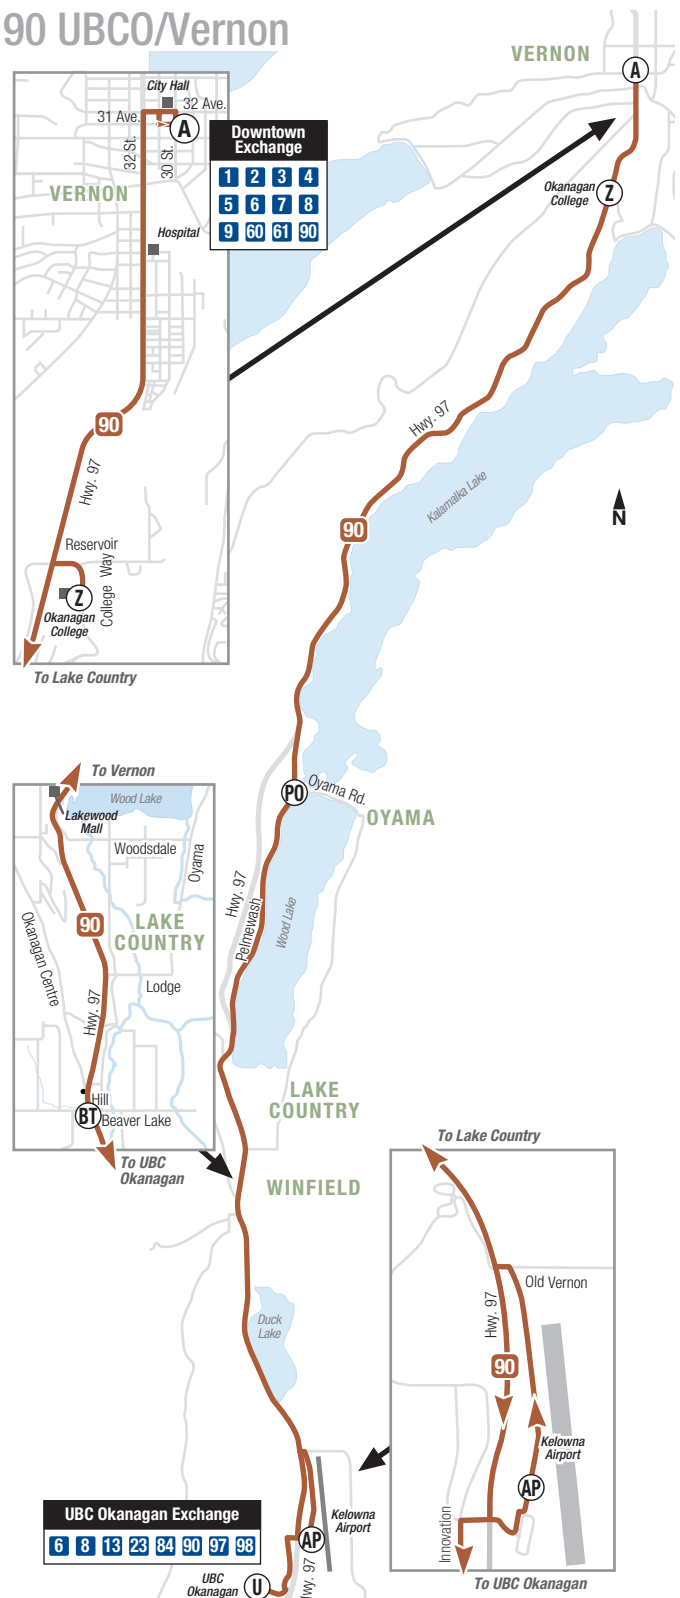 90 UBCO/Vernon
VERNON
A
Okanagan
College
Z
City Hall
32 Ave.
31 Ave.
A
32 St.
30 St.
VERNON
Hospital
Downtown
Exchange
1 2 3 4
5 6 7 8
9 60 61 90
90
Hwy. 97
Reservoir
College Way
Z
Okanagan
College
To Lake Country
Hwy. 97
Kalamalka Lake
90
N
PO
Oyama Rd.
OYAMA
Hwy. 97
Pelmewash
Wood Lake
To Vernon
Wood Lake
Lakewood
Mall
Woodsdale
Oyama
90
LAKE
COUNTRY
Okanagan Centre
Lodge
Hwy. 97
Hill
BT
Beaver Lake
To UBC
Okanagan
LAKE
COUNTRY
WINFIELD
Duck
Lake
To Lake Country
Old Vernon
Hwy. 97
90
Kelowna
Airport
AP
Innovation
To UBC Okanagan
UBC Okanagan Exchange
6 8 13 23 84 90 97 98
Kelowna
Airport
AP
UBC
Okanagan
U
Hwy. 97